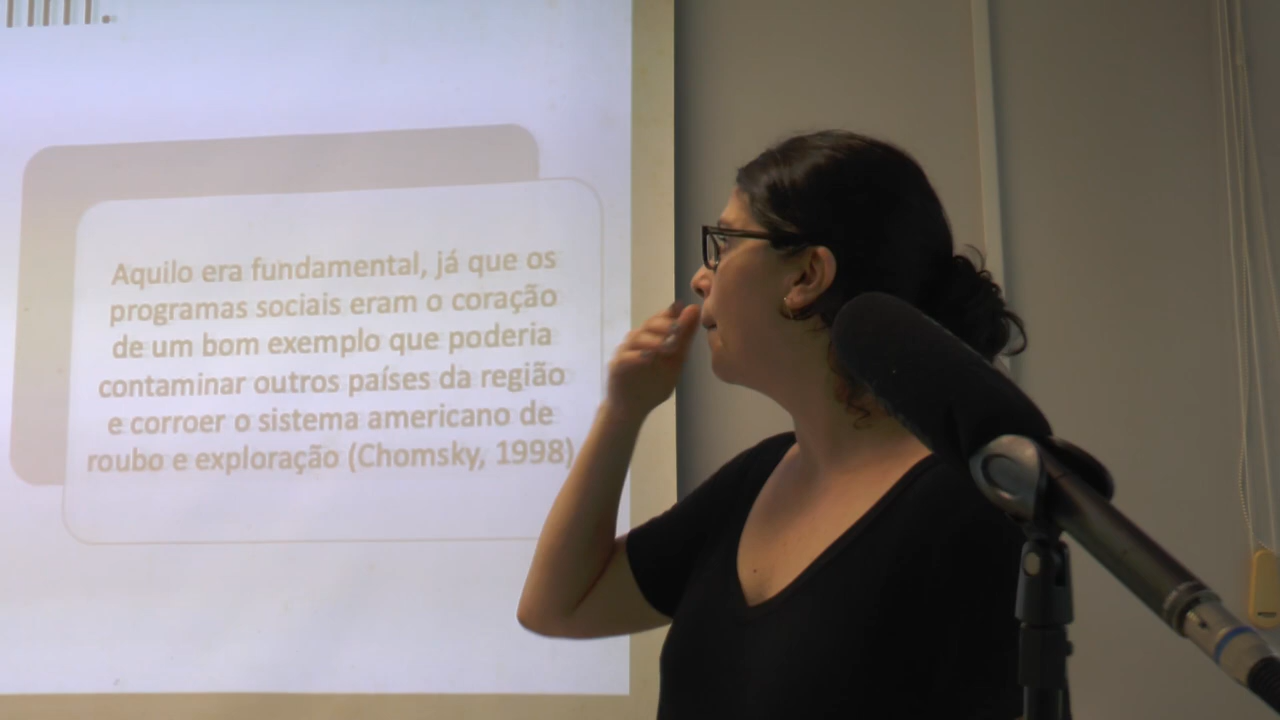 Aquilo era fundamental, já que os
programas sociais eram o coração
de um bom exemplo que poderia
contaminar outros países da região
e corroer o sistema americano de
roubo e exploração (Chomsky, 1998)